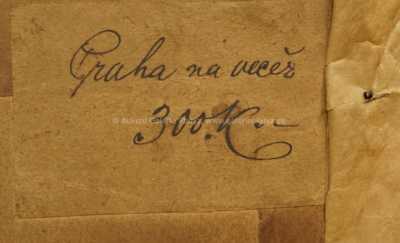 Praha na večer
300.K.-